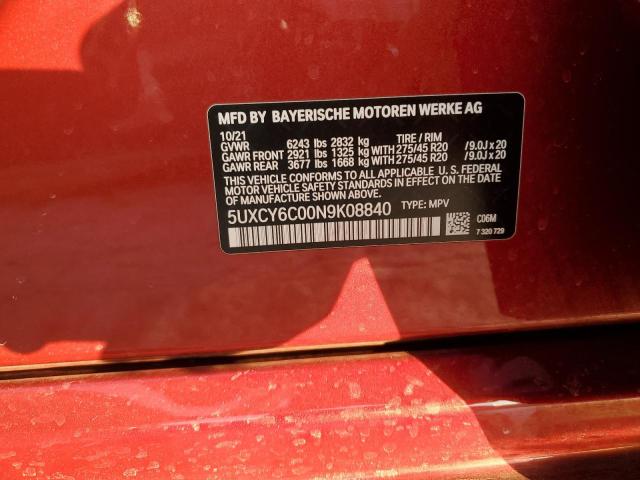 MFD BY BAYERISCHE MOTOREN WERKE AG
10/21 TIRE / RIM
GVWR 6243 lbs 2832 kg
GAWR FRONT 2921 lbs 1325 kg WITH 275/45 R20 / 9.0J x 20
GAWR REAR 3677 lbs 1668 kg WITH 275/45 R20 / 9.0J x 20
THIS VEHICLE CONFORMS TO ALL APPLICABLE U. S. FEDERAL
MOTOR VEHICLE SAFETY STANDARDS IN EFFECT ON THE DATE
OF MANUFACTURE SHOWN ABOVE.
5UXCY6C00N9K08840 TYPE: MPV
C06M
7 320 729